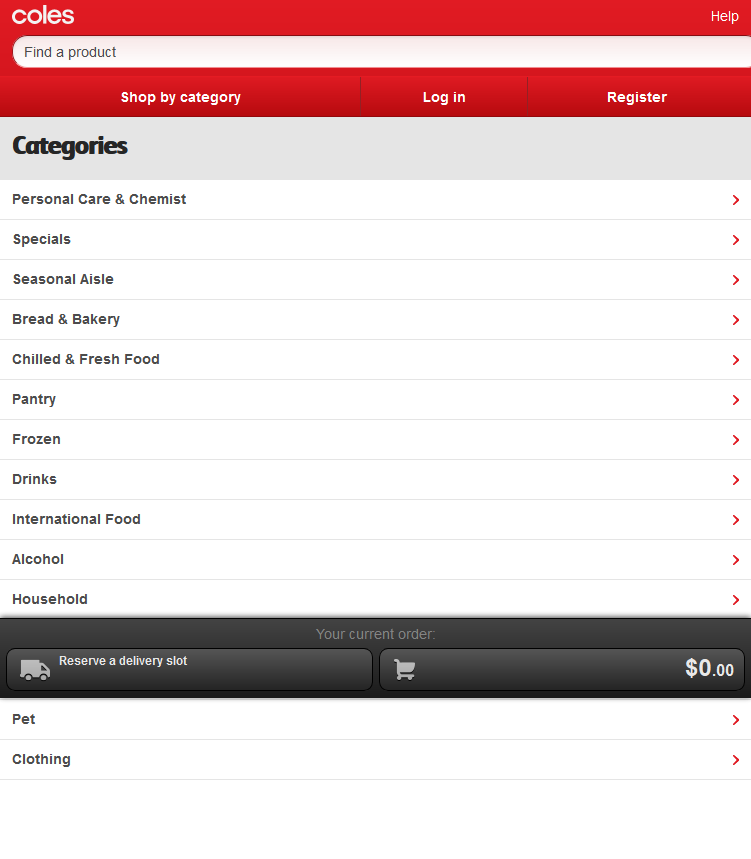 coles
Help
Find a product
Shop by category
Log in
Register
Categories
Personal Care & Chemist
Specials
Seasonal Aisle
Bread & Bakery
Chilled & Fresh Food
Pantry
Frozen
Drinks
International Food
Alcohol
Household
Your current order:
Reserve a delivery slot
$0.00
Pet
Clothing